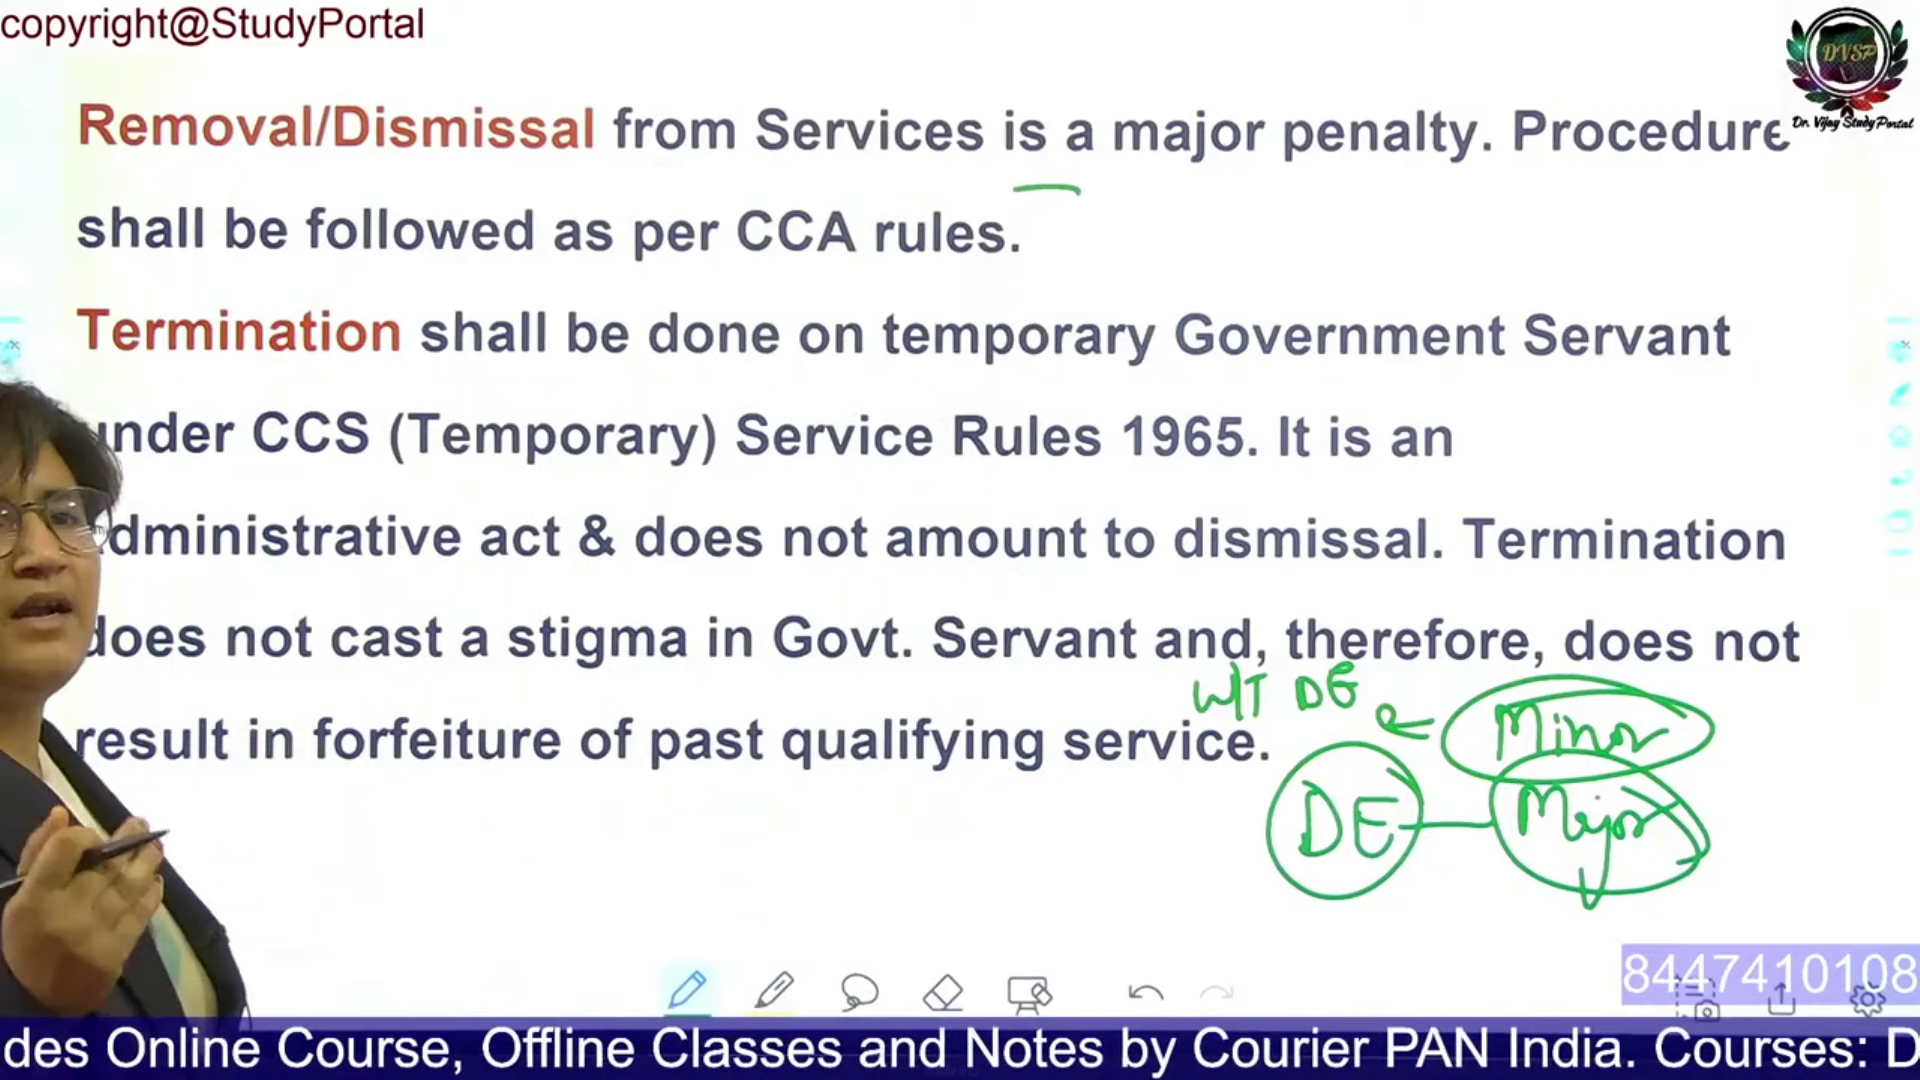 copyright@StudyPortal
DVSP
Dr. Vijay StudyPortal
Removal/Dismissal from Services is a major penalty. Procedure
shall be followed as per CCA rules.
Termination shall be done on temporary Government Servant
under CCS (Temporary) Service Rules 1965. It is an
administrative act & does not amount to dismissal. Termination
does not cast a stigma in Govt. Servant and, therefore, does not
result in forfeiture of past qualifying service.
W/T DE Minor
DE Major
8447410108
des Online Course, Offline Classes and Notes by Courier PAN India. Courses: D